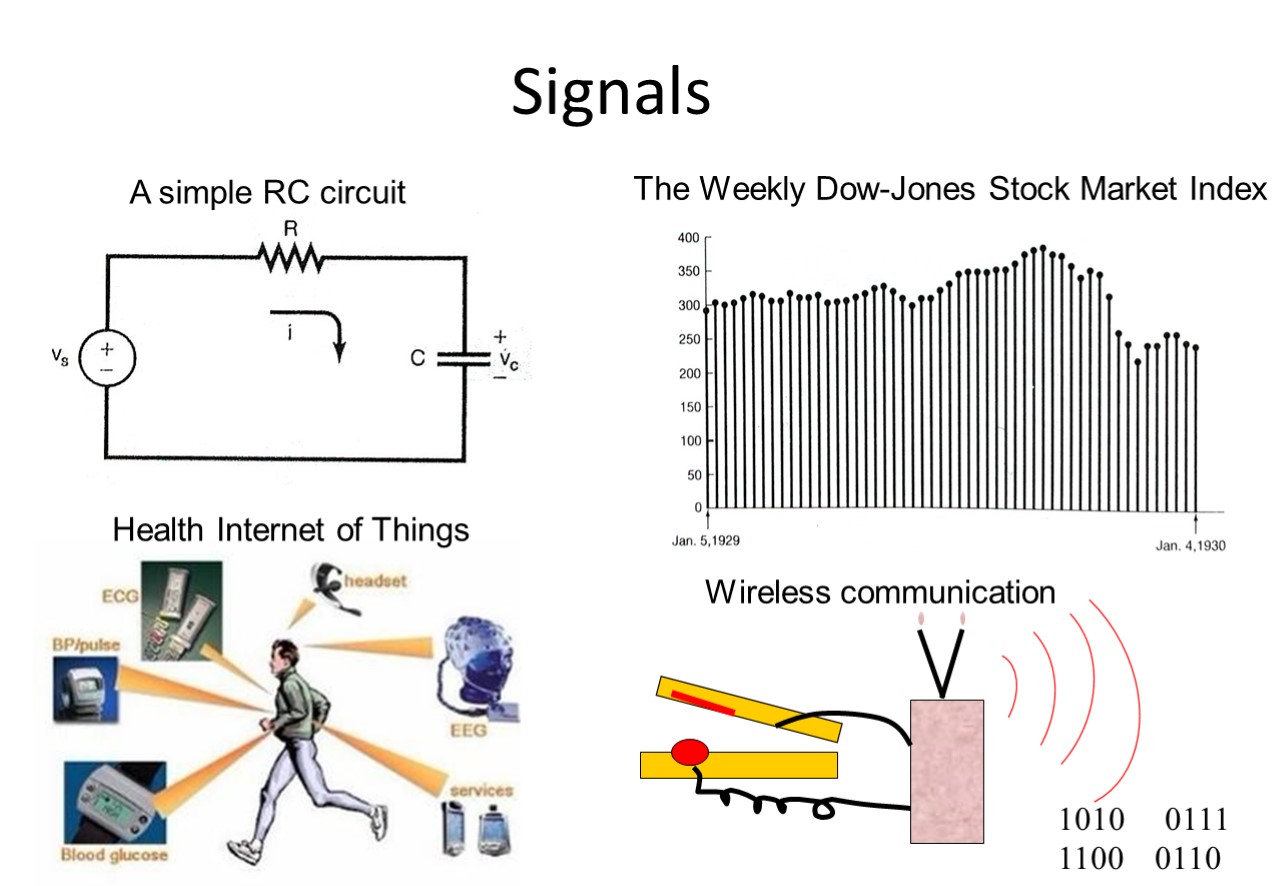 Signals
A simple RC circuit
R
i
vs
+
–
C
+
vc
–
The Weekly Dow-Jones Stock Market Index
400
350
300
250
200
150
100
50
0
Jan. 5,1929
Jan. 4,1930
Health Internet of Things
headset
ECG
BP/pulse
EEG
services
Blood glucose
Wireless communication
1010 0111
1100 0110